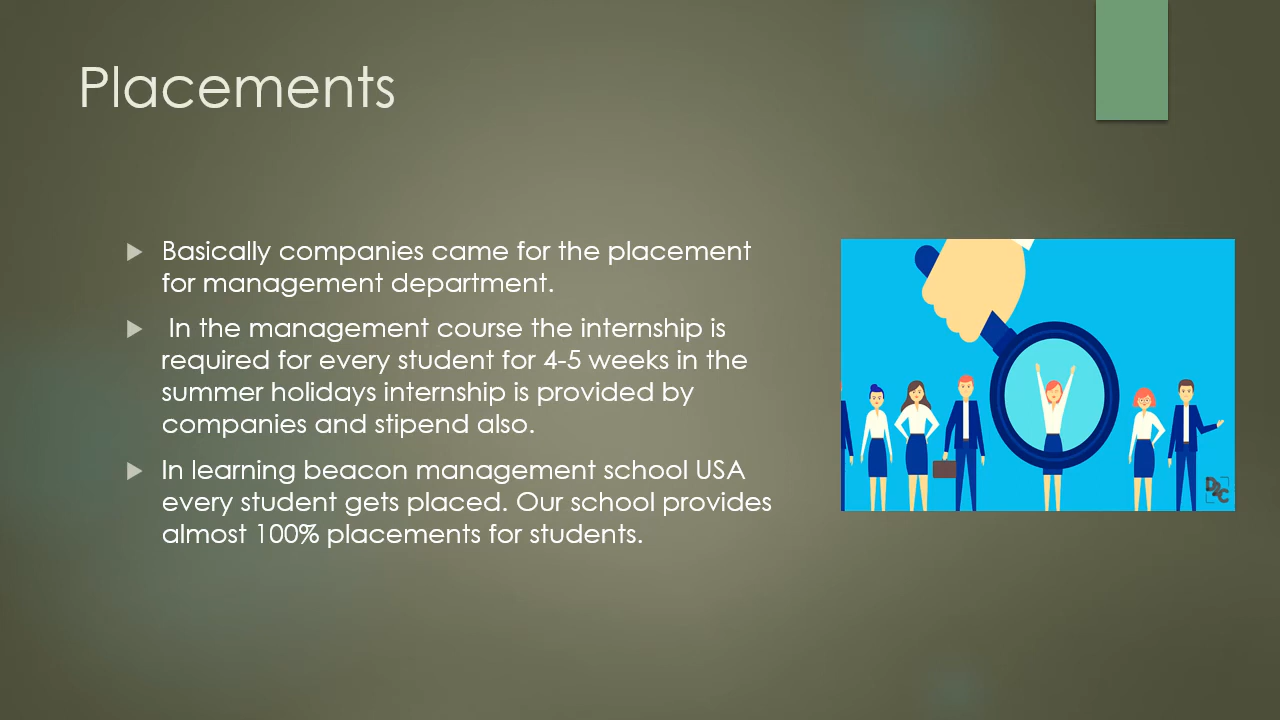 Placements
Basically companies came for the placement
for management department.
In the management course the internship is
required for every student for 4-5 weeks in the
summer holidays internship is provided by
companies and stipend also.
In learning beacon management school USA
every student gets placed. Our school provides
almost 100% placements for students.